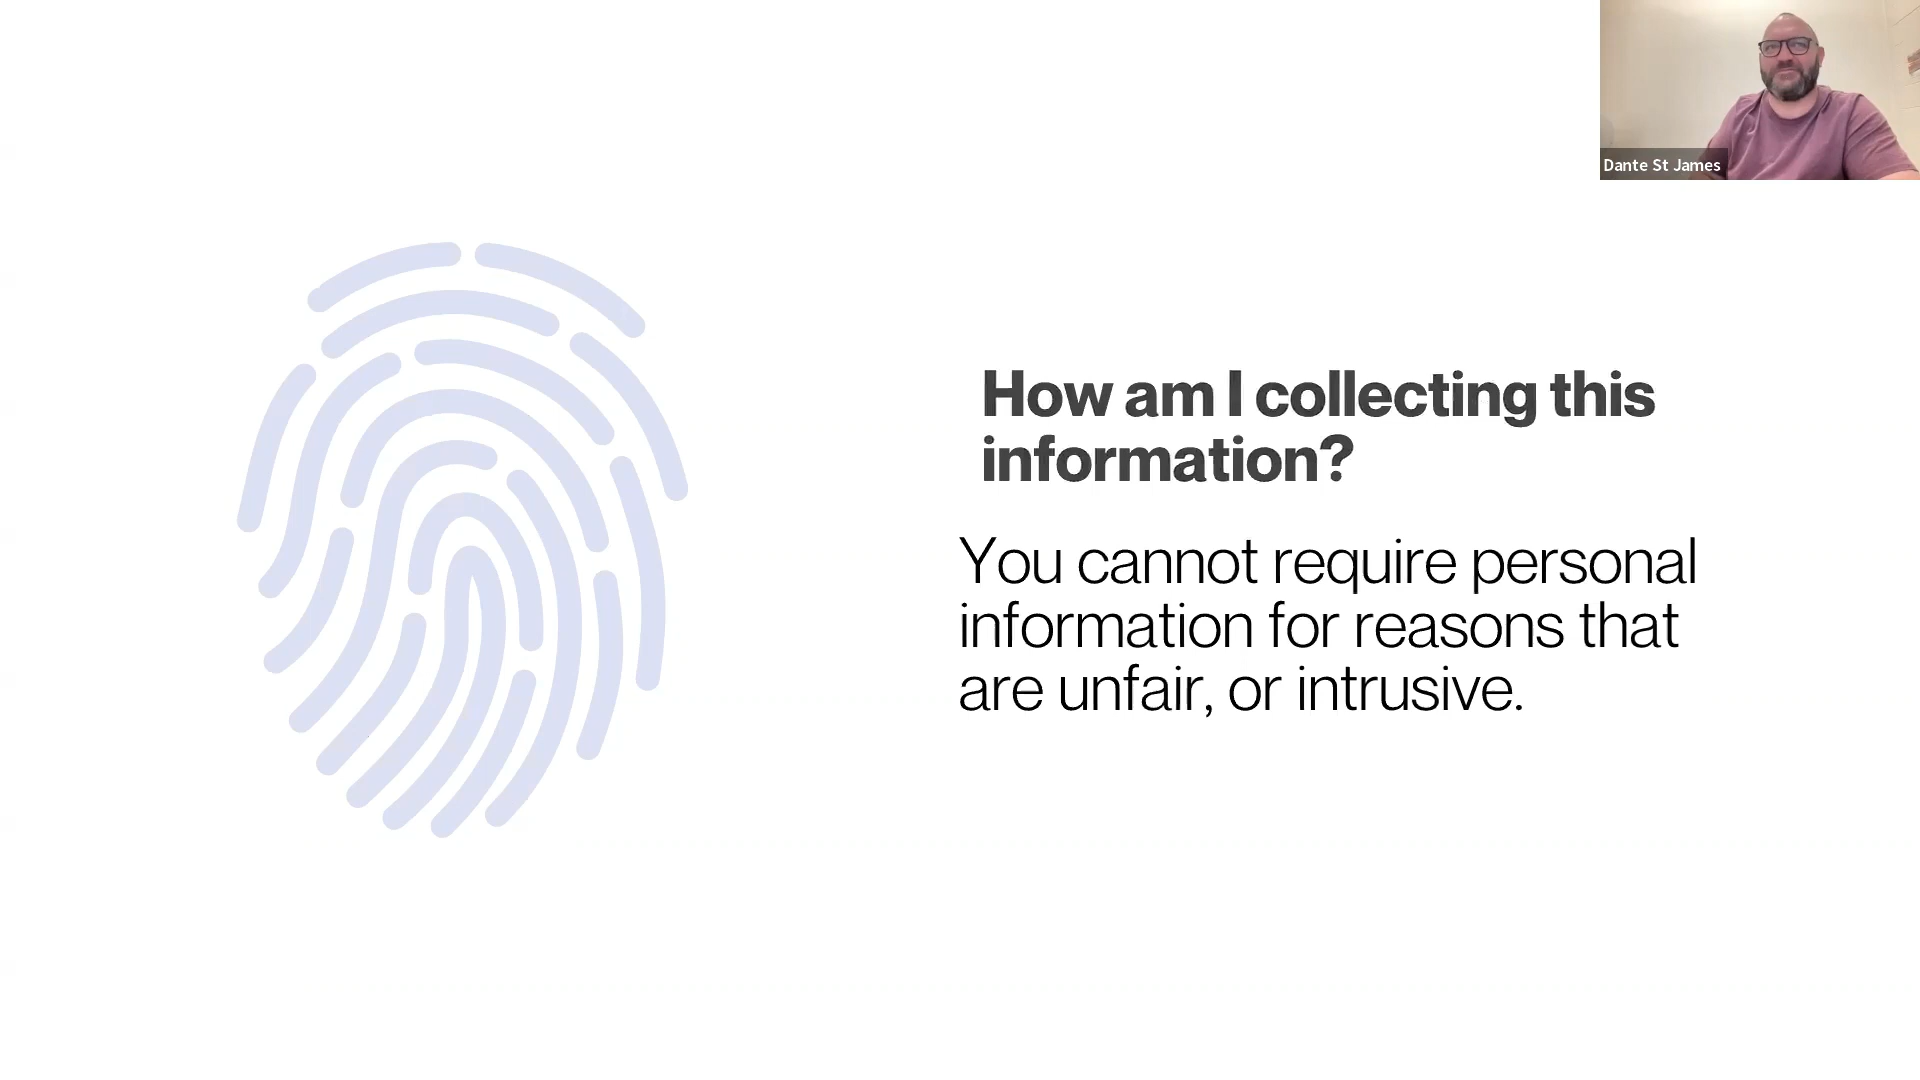 Dante St James
How am I collecting this
information?
You cannot require personal
information for reasons that
are unfair, or intrusive.